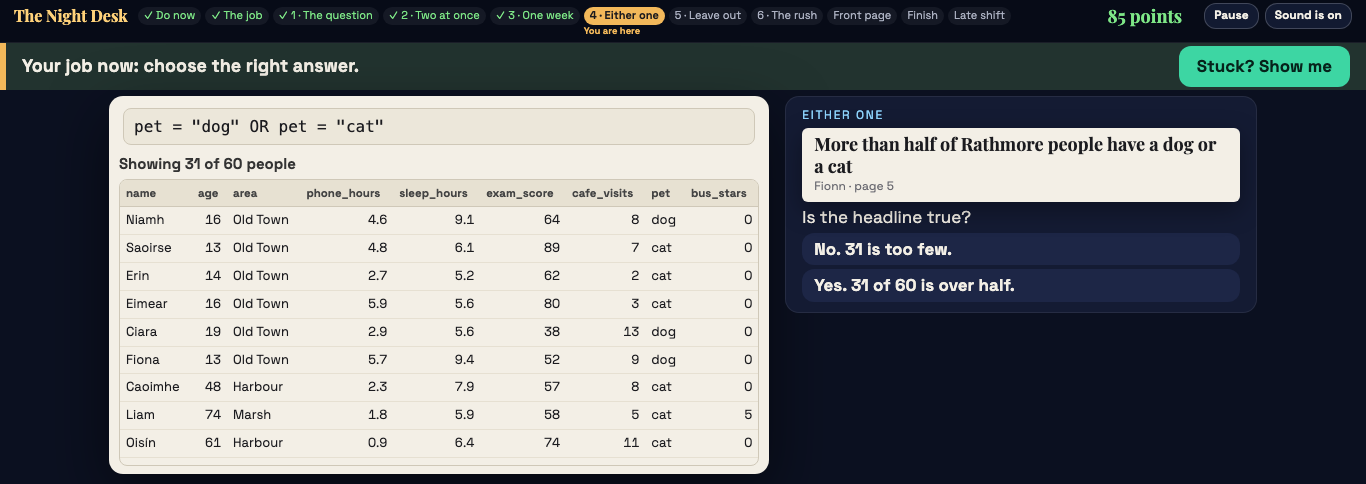 The Night Desk
✓ Do now
✓ The job
✓ 1 · The question
✓ 2 · Two at once
✓ 3 · One week
4 · Either one
5 · Leave out
6 · The rush
Front page
Finish
Late shift
You are here
85 points
Pause
Sound is on
Your job now: choose the right answer.
Stuck? Show me
pet = "dog" OR pet = "cat"
Showing 31 of 60 people
name age area phone_hours sleep_hours exam_score cafe_visits pet bus_stars
Niamh 16 Old Town 4.6 9.1 64 8 dog 0
Saoirse 13 Old Town 4.8 6.1 89 7 cat 0
Erin 14 Old Town 2.7 5.2 62 2 cat 0
Eimear 16 Old Town 5.9 5.6 80 3 cat 0
Ciara 19 Old Town 2.9 5.6 38 13 dog 0
Fiona 13 Old Town 5.7 9.4 52 9 dog 0
Caoimhe 48 Harbour 2.3 7.9 57 8 cat 0
Liam 74 Marsh 1.8 5.9 58 5 cat 5
Oisín 61 Harbour 0.9 6.4 74 11 cat 0
EITHER ONE
More than half of Rathmore people have a dog or
a cat
Fionn · page 5
Is the headline true?
No. 31 is too few.
Yes. 31 of 60 is over half.